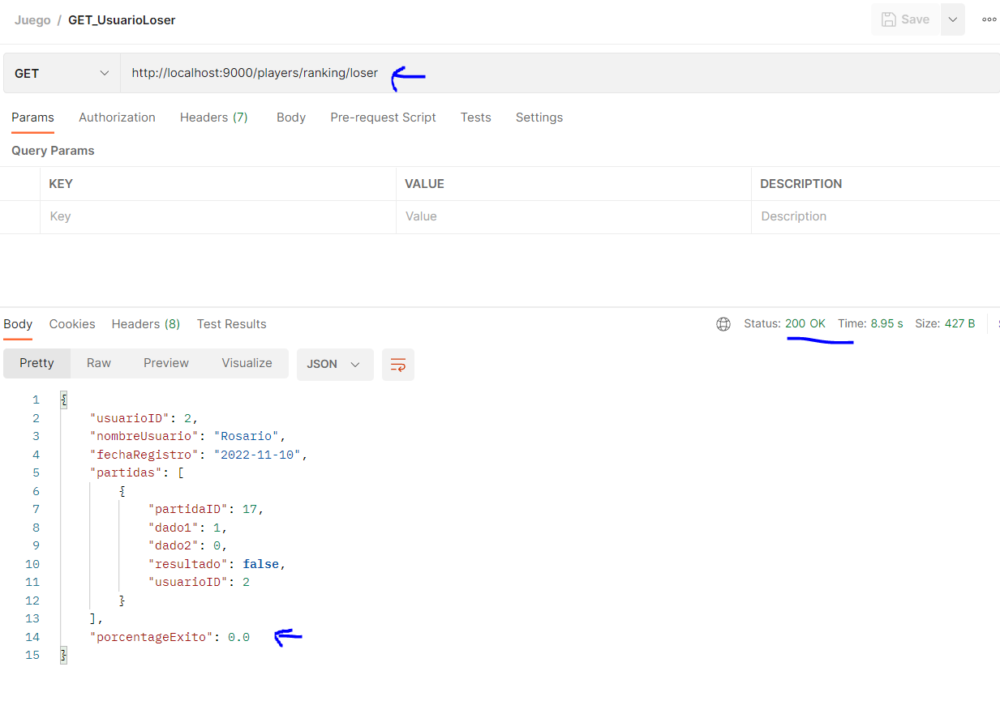 Juego / GET_UsuarioLoser
Save
GET
http://localhost:9000/players/ranking/loser
Params Authorization Headers (7) Body Pre-request Script Tests Settings
Query Params
KEY VALUE DESCRIPTION
Key Value Description
Body Cookies Headers (8) Test Results Status: 200 OK Time: 8.95 s Size: 427 B
Pretty Raw Preview Visualize JSON
1 {
2 "usuarioID": 2,
3 "nombreUsuario": "Rosario",
4 "fechaRegistro": "2022-11-10",
5 "partidas": [
6 {
7 "partidaID": 17,
8 "dado1": 1,
9 "dado2": 0,
10 "resultado": false,
11 "usuarioID": 2
12 }
13 ],
14 "porcentageExito": 0.0
15 }